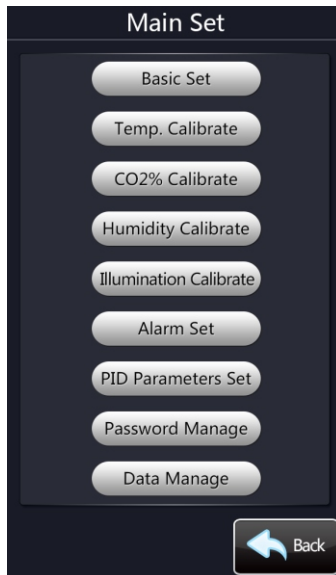 Main Set
Basic Set
Temp. Calibrate
CO2% Calibrate
Humidity Calibrate
Illumination Calibrate
Alarm Set
PID Parameters Set
Password Manage
Data Manage
Back